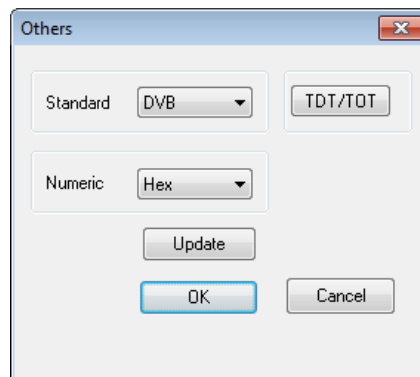 Others
Standard DVB TDT/TOT
Numeric Hex
Update
OK Cancel